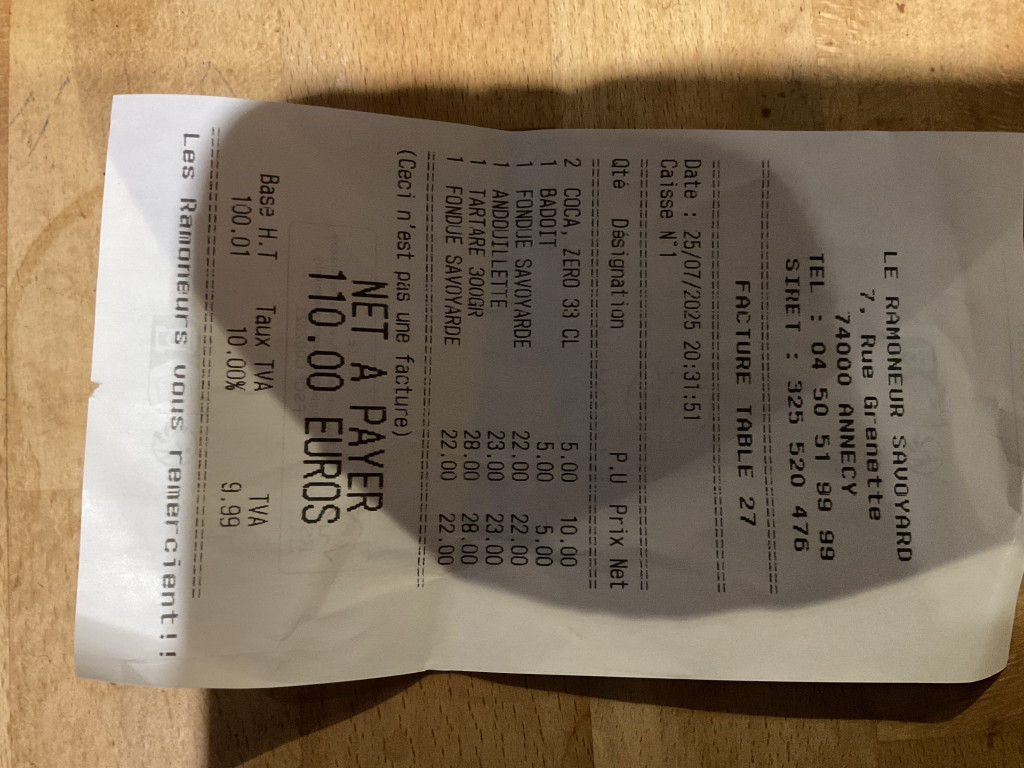 LE RAMONEUR SAVOYARD
7, Rue Grenette
74000 ANNECY
TEL : 04 50 51 99 99
SIRET : 325 520 476
FACTURE TABLE 27
Date : 25/07/2025 20:31:51
Caisse N°1
Qté Désignation P.U Prix Net
2 COCA ZERO 33 CL 5.00 10.00
1 BADOIT 5.00 5.00
1 FONDUE SAVOYARDE 22.00 22.00
1 ANDOUILLETTE 23.00 23.00
1 TARTARE 300GR 28.00 28.00
1 FONDUE SAVOYARDE 22.00 22.00
(Ceci n'est pas une facture)
NET A PAYER
110.00 EUROS
Base H.T Taux TVA TVA
100.01 10.00% 9.99
Les Ramoneurs vous remercient!!